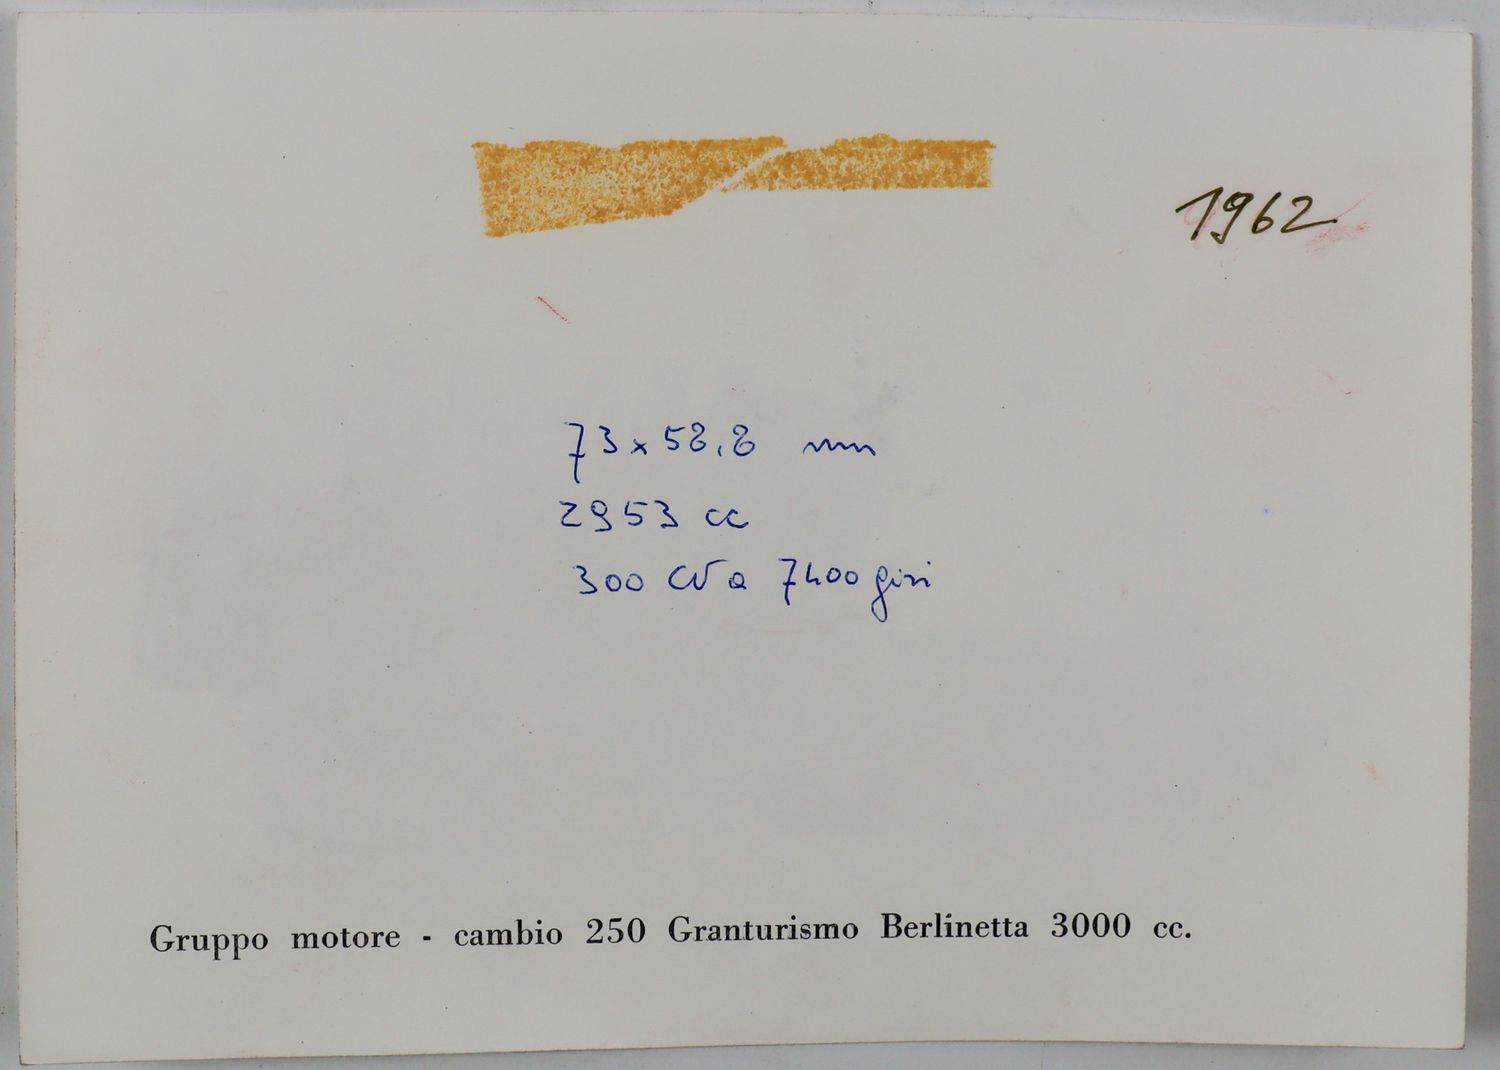 1962
73 x 58,8 mm
2953 cc
300 CV a 7400 giri
Gruppo motore - cambio 250 Granturismo Berlinetta 3000 cc.